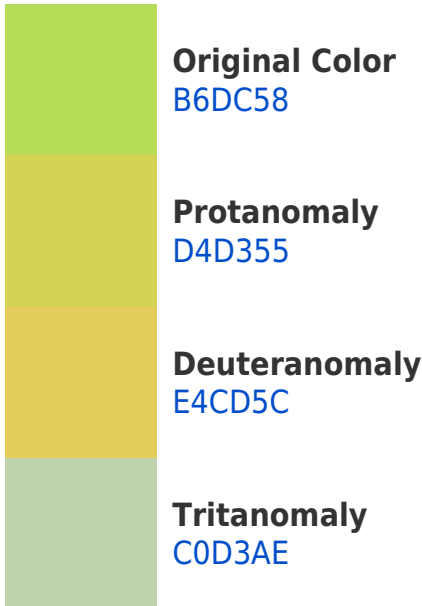 Original Color
B6DC58
Protanomaly
D4D355
Deuteranomaly
E4CD5C
Tritanomaly
C0D3AE